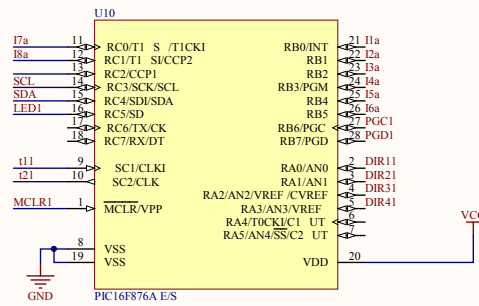 U10
I7a 11 RC0/T1 S /T1CKI RB0/INT 21 I1a
I8a 12 RC1/T1 SI/CCP2 RB1 22 I2a
13 RC2/CCP1 RB2 23 I3a
SCL 14 RC3/SCK/SCL RB3/PGM 24 I4a
SDA 15 RC4/SDI/SDA RB4 25 I5a
LED1 16 RC5/SD RB5 26 I6a
17 RC6/TX/CK RB6/PGC 27 PGC1
18 RC7/RX/DT RB7/PGD 28 PGD1
t11 9 SC1/CLKI RA0/AN0 2 DIR11
t21 10 SC2/CLK RA1/AN1 3 DIR21
RA2/AN2/VREF /CVREF 4 DIR31
MCLR1 1 MCLR/VPP RA3/AN3/VREF 5 DIR41
RA4/T0CKI/C1 UT 6
RA5/AN4/SS/C2 UT 7
8 VSS
19 VSS VDD 20
VCC
GND
PIC16F876A E/S